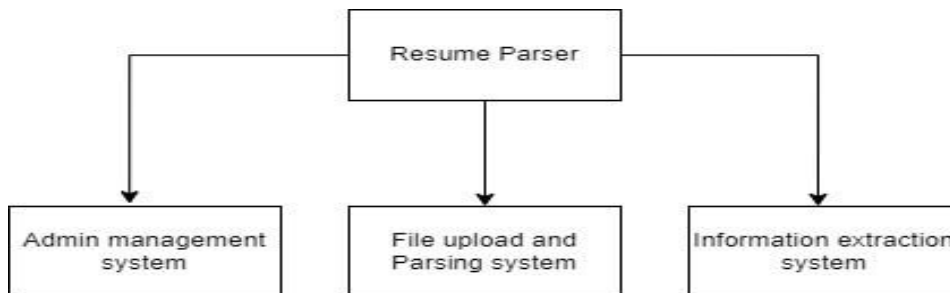 Resume Parser
Admin management
system
File upload and
Parsing system
Information extraction
system